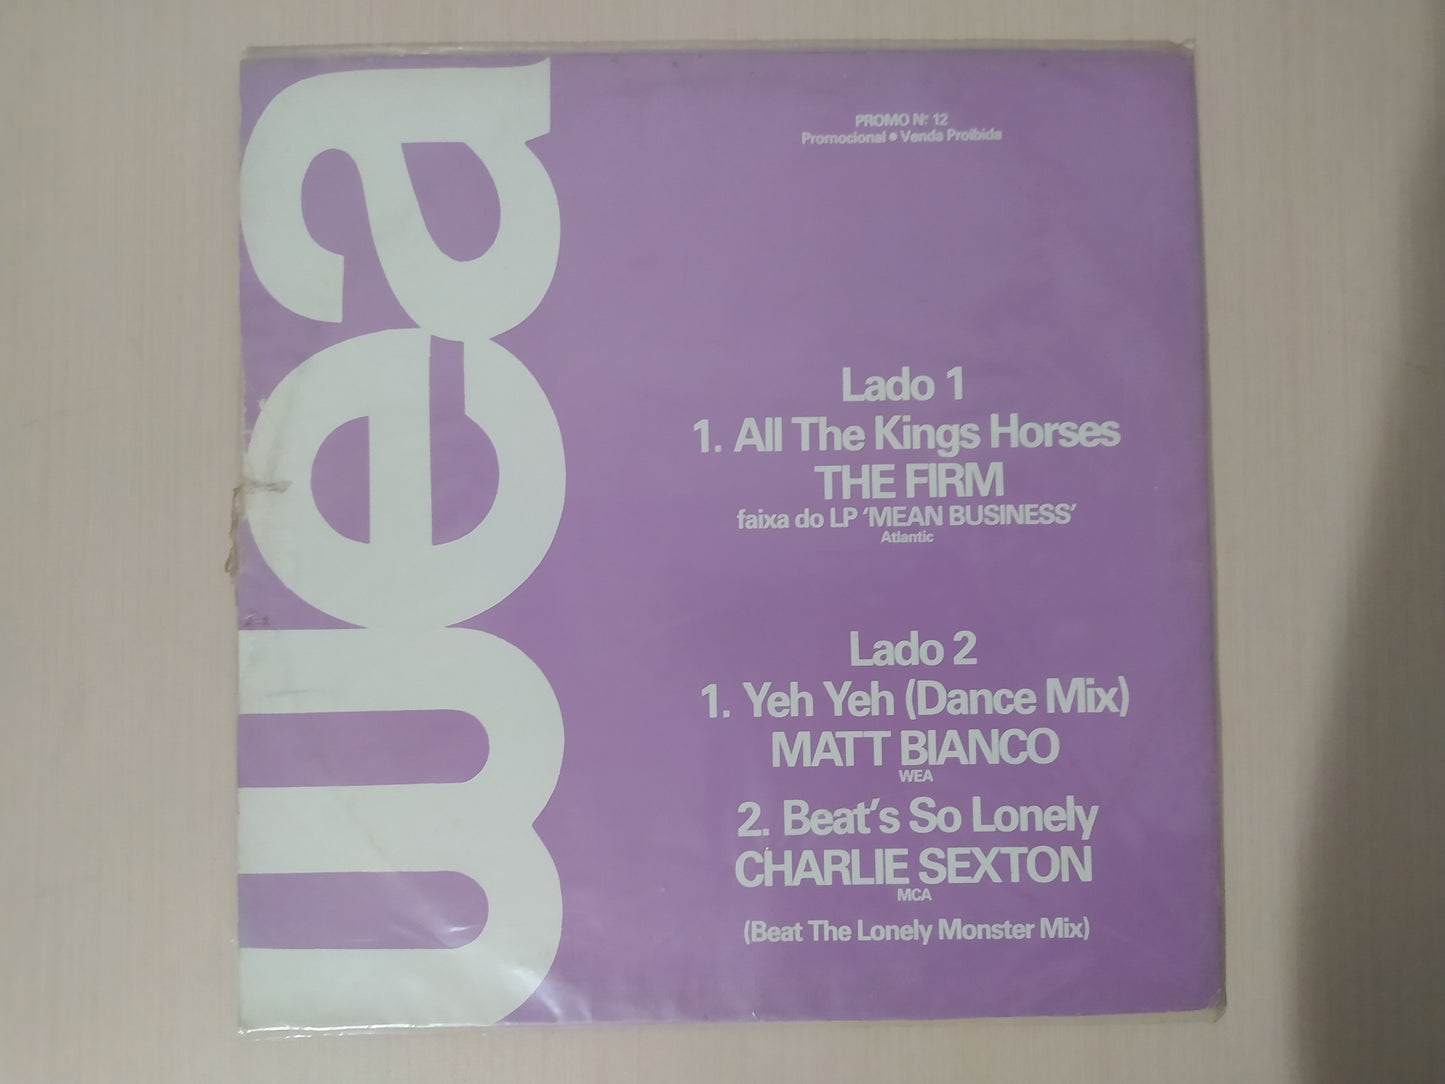 wea
PROMO Nº 12
Promocional • Venda Proibida
Lado 1
1. All The Kings Horses
THE FIRM
faixa do LP ‘MEAN BUSINESS’
Atlantic
Lado 2
1. Yeh Yeh (Dance Mix)
MATT BIANCO
WEA
2. Beat’s So Lonely
CHARLIE SEXTON
MCA
(Beat The Lonely Monster Mix)